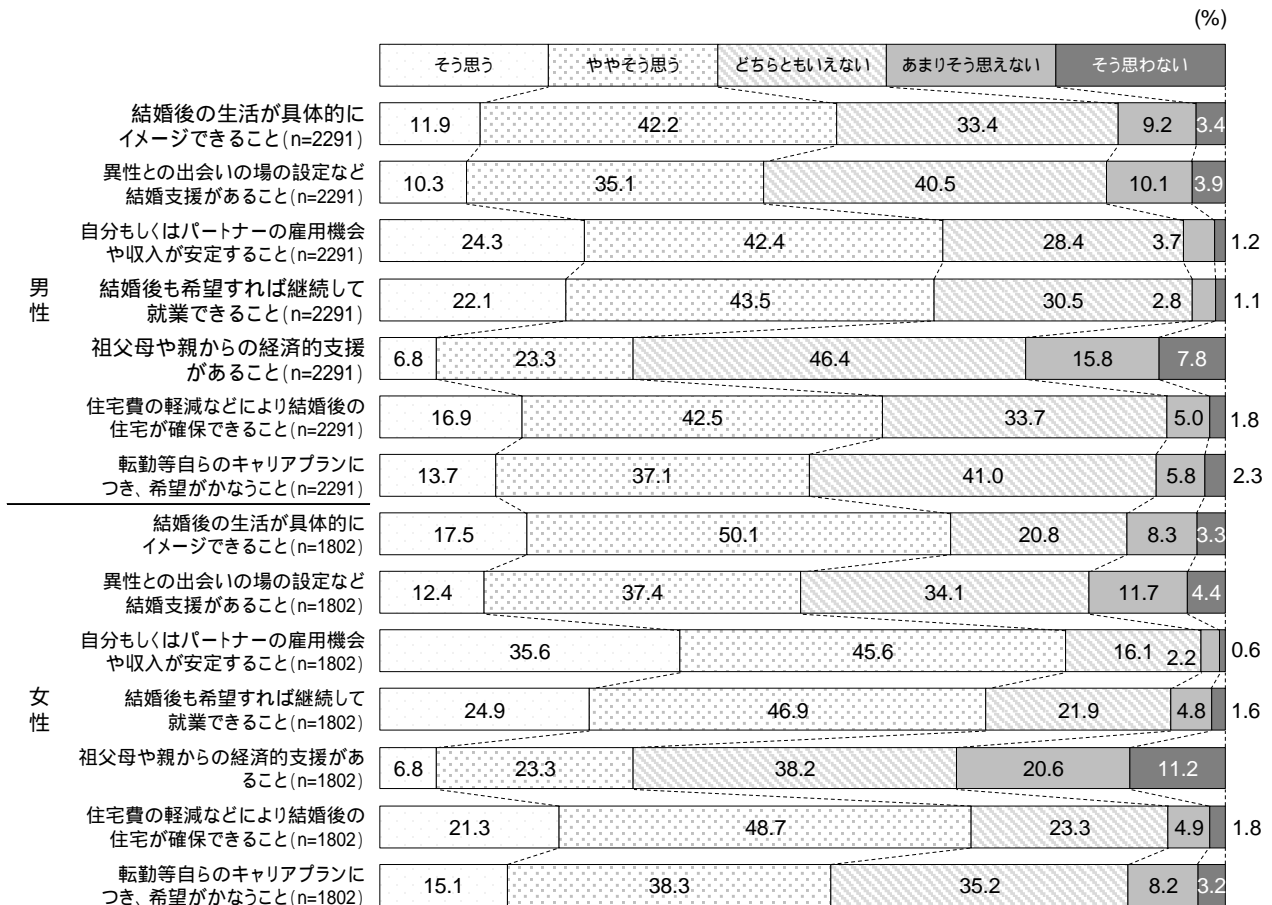 (%)
そう思う ややそう思う どちらともいえない あまりそう思えない そう思わない
結婚後の生活が具体的に
イメージできること(n=2291)
11.9 42.2 33.4 9.2 3.4
異性との出会いの場の設定など
結婚支援があること(n=2291)
10.3 35.1 40.5 10.1 3.9
自分もしくはパートナーの雇用機会
や収入が安定すること(n=2291)
24.3 42.4 28.4 3.7 1.2
男性
結婚後も希望すれば継続して
就業できること(n=2291)
22.1 43.5 30.5 2.8 1.1
祖父母や親からの経済的支援
があること(n=2291)
6.8 23.3 46.4 15.8 7.8
住宅費の軽減などにより結婚後の
住宅が確保できること(n=2291)
16.9 42.5 33.7 5.0 1.8
転勤等自らのキャリアプランに
つき、希望がかなうこと(n=2291)
13.7 37.1 41.0 5.8 2.3
結婚後の生活が具体的に
イメージできること(n=1802)
17.5 50.1 20.8 8.3 3.3
異性との出会いの場の設定など
結婚支援があること(n=1802)
12.4 37.4 34.1 11.7 4.4
自分もしくはパートナーの雇用機会
や収入が安定すること(n=1802)
35.6 45.6 16.1 2.2 0.6
女性
結婚後も希望すれば継続して
就業できること(n=1802)
24.9 46.9 21.9 4.8 1.6
祖父母や親からの経済的支援があ
ること(n=1802)
6.8 23.3 38.2 20.6 11.2
住宅費の軽減などにより結婚後の
住宅が確保できること(n=1802)
21.3 48.7 23.3 4.9 1.8
転勤等自らのキャリアプランに
つき、希望がかなうこと(n=1802)
15.1 38.3 35.2 8.2 3.2